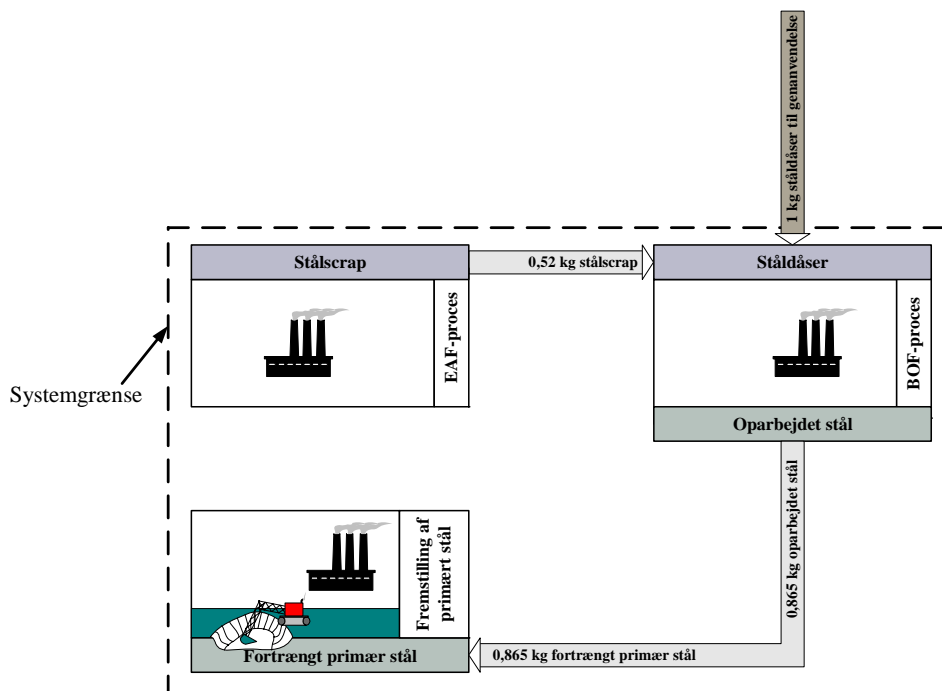 1 kg ståldåser til genanvendelse
Stålscrap
0,52 kg stålscrap
Ståldåser
EAF-proces
BOF-proces
Systemgrænse
Oparbejdet stål
0,865 kg oparbejdet stål
Fremstilling af
primært stål
Fortrængt primær stål
0,865 kg fortrængt primær stål